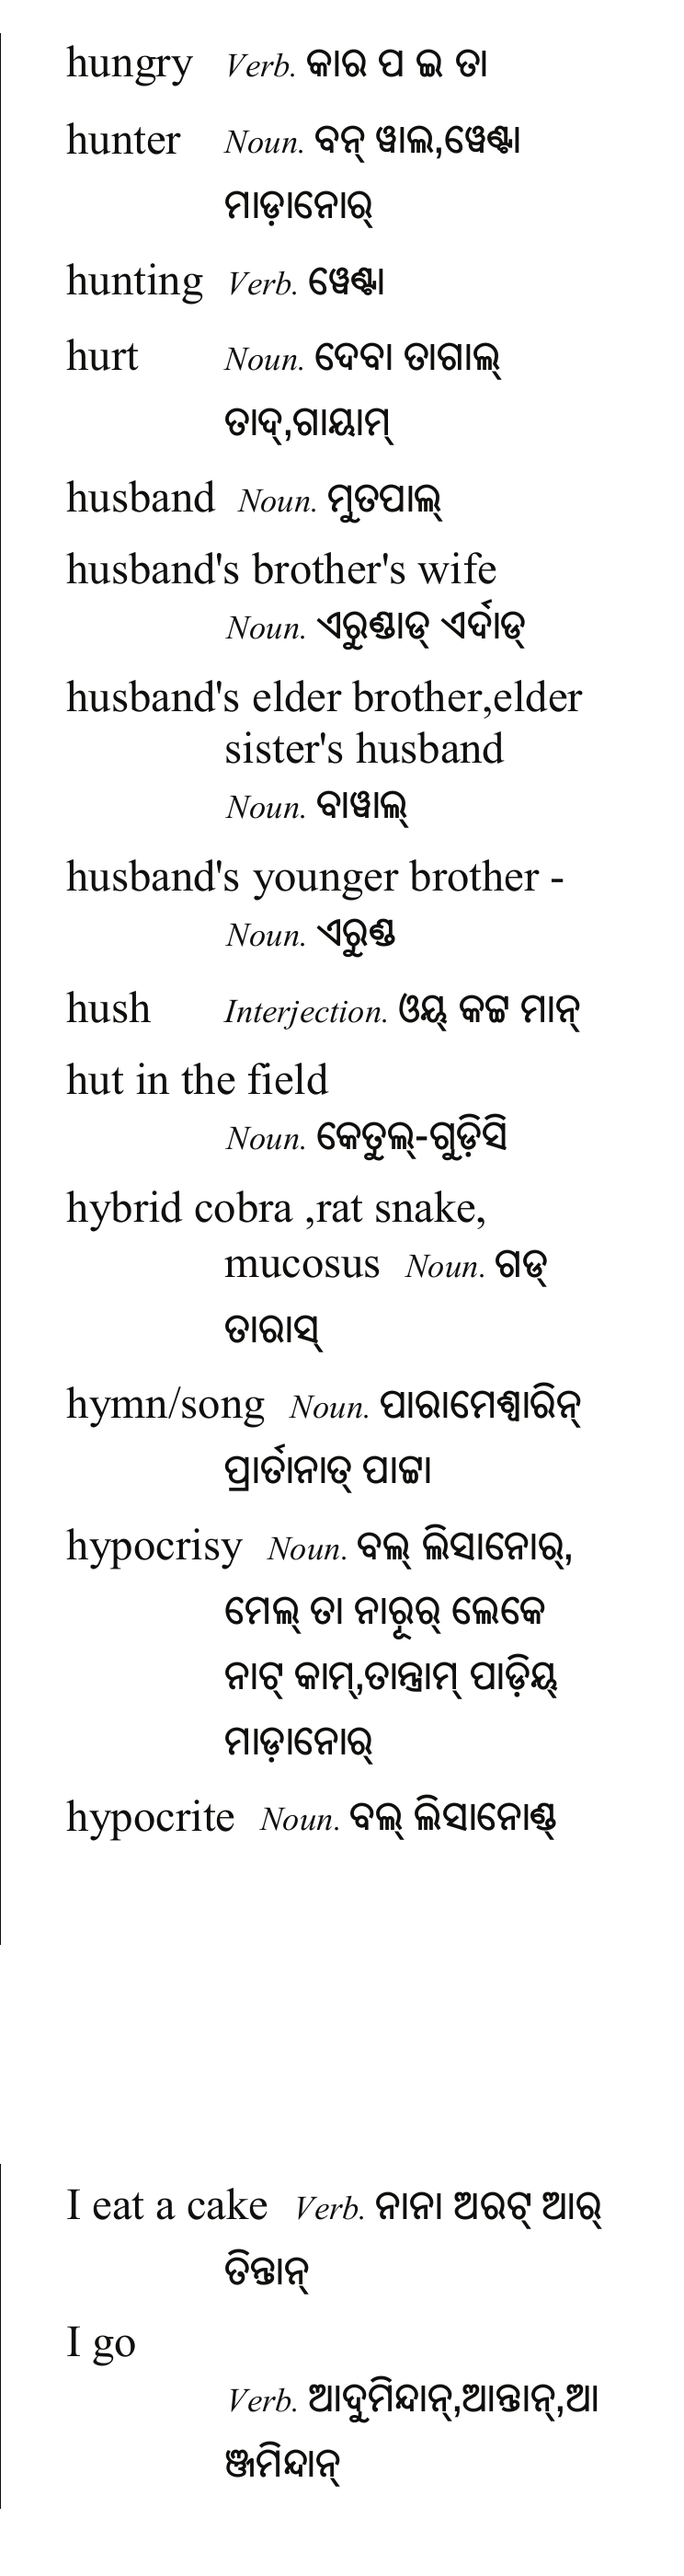 hungry Verb. କାର ପ ଇ ତା
hunter Noun. ବନ୍ ୱାଲ,ୱେଣ୍ଟା
ମାଡ଼ାନୋର୍
hunting Verb. ୱେଣ୍ଟା
hurt Noun. ଦେବା ତାଗାଲ୍
ତାଦ୍,ଗାୟାମ୍
husband Noun. ମୁତପାଲ୍
husband's brother's wife
Noun. ଏରୁଣ୍ଡାଡ୍ ଏର୍ଦାଡ୍
husband's elder brother,elder
sister's husband
Noun. ବାୱାଲ୍
husband's younger brother -
Noun. ଏରୁଣ୍ଡ
hush Interjection. ଓୟ୍ କଟ୍ଟ ମାନ୍
hut in the field
Noun. କେତୁଲ୍-ଗୁଡ଼ିସି
hybrid cobra ,rat snake,
mucosus Noun. ଗଡ୍
ତାରାସ୍
hymn/song Noun. ପାରାମେଶ୍ୱାରିନ୍
ପ୍ରାର୍ତାନାତ୍ ପାଟ୍ଟା
hypocrisy Noun. ବଲ୍ ଲିସାନୋର୍,
ମେଲ୍ ତା ନାରୂର୍ ଲେକେ
ନାଟ୍ କାମ୍,ତାନ୍ତ୍ରାମ୍ ପାଡ଼ିୟ୍
ମାଡ଼ାନୋର୍
hypocrite Noun. ବଲ୍ ଲିସାନୋଣ୍ଡ୍
I eat a cake Verb. ନାନା ଅରଟ୍ ଆର୍
ତିନ୍ତାନ୍
I go
Verb. ଆଦୁମିନ୍ଦାନ୍,ଆନ୍ତାନ୍,ଆ
ଞ୍ଜମିନ୍ଦାନ୍